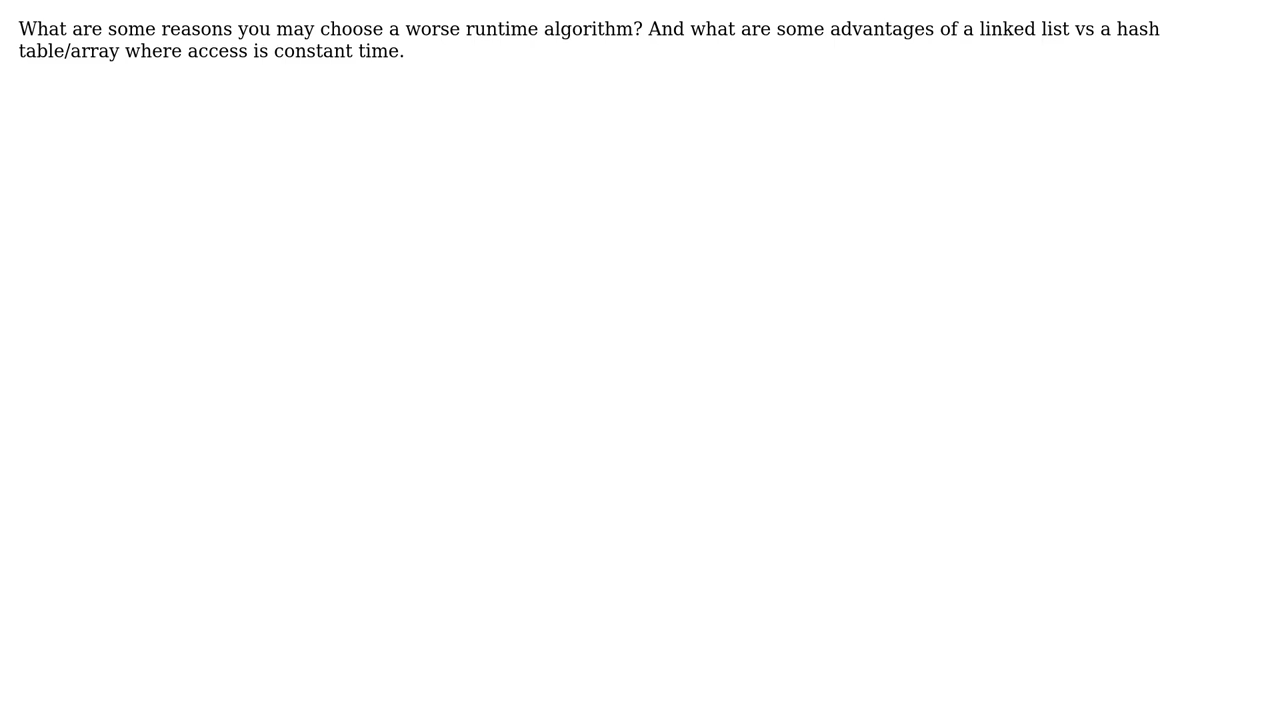 What are some reasons you may choose a worse runtime algorithm? And what are some advantages of a linked list vs a hash
table/array where access is constant time.